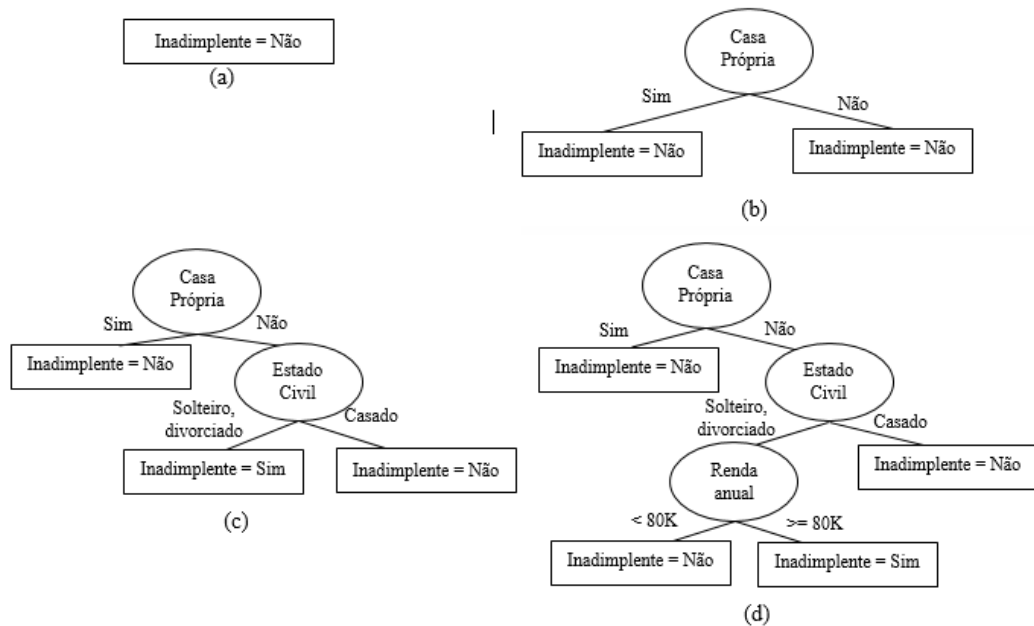 Inadimplente = Não
(a)
Casa
Própria
Sim
Não
Inadimplente = Não
Inadimplente = Não
(b)
Casa
Própria
Sim
Não
Inadimplente = Não
Estado
Civil
Solteiro,
divorciado
Casado
Inadimplente = Sim
Inadimplente = Não
(c)
Casa
Própria
Sim
Não
Inadimplente = Não
Estado
Civil
Solteiro,
divorciado
Casado
Renda
anual
Inadimplente = Não
< 80K
>= 80K
Inadimplente = Não
Inadimplente = Sim
(d)